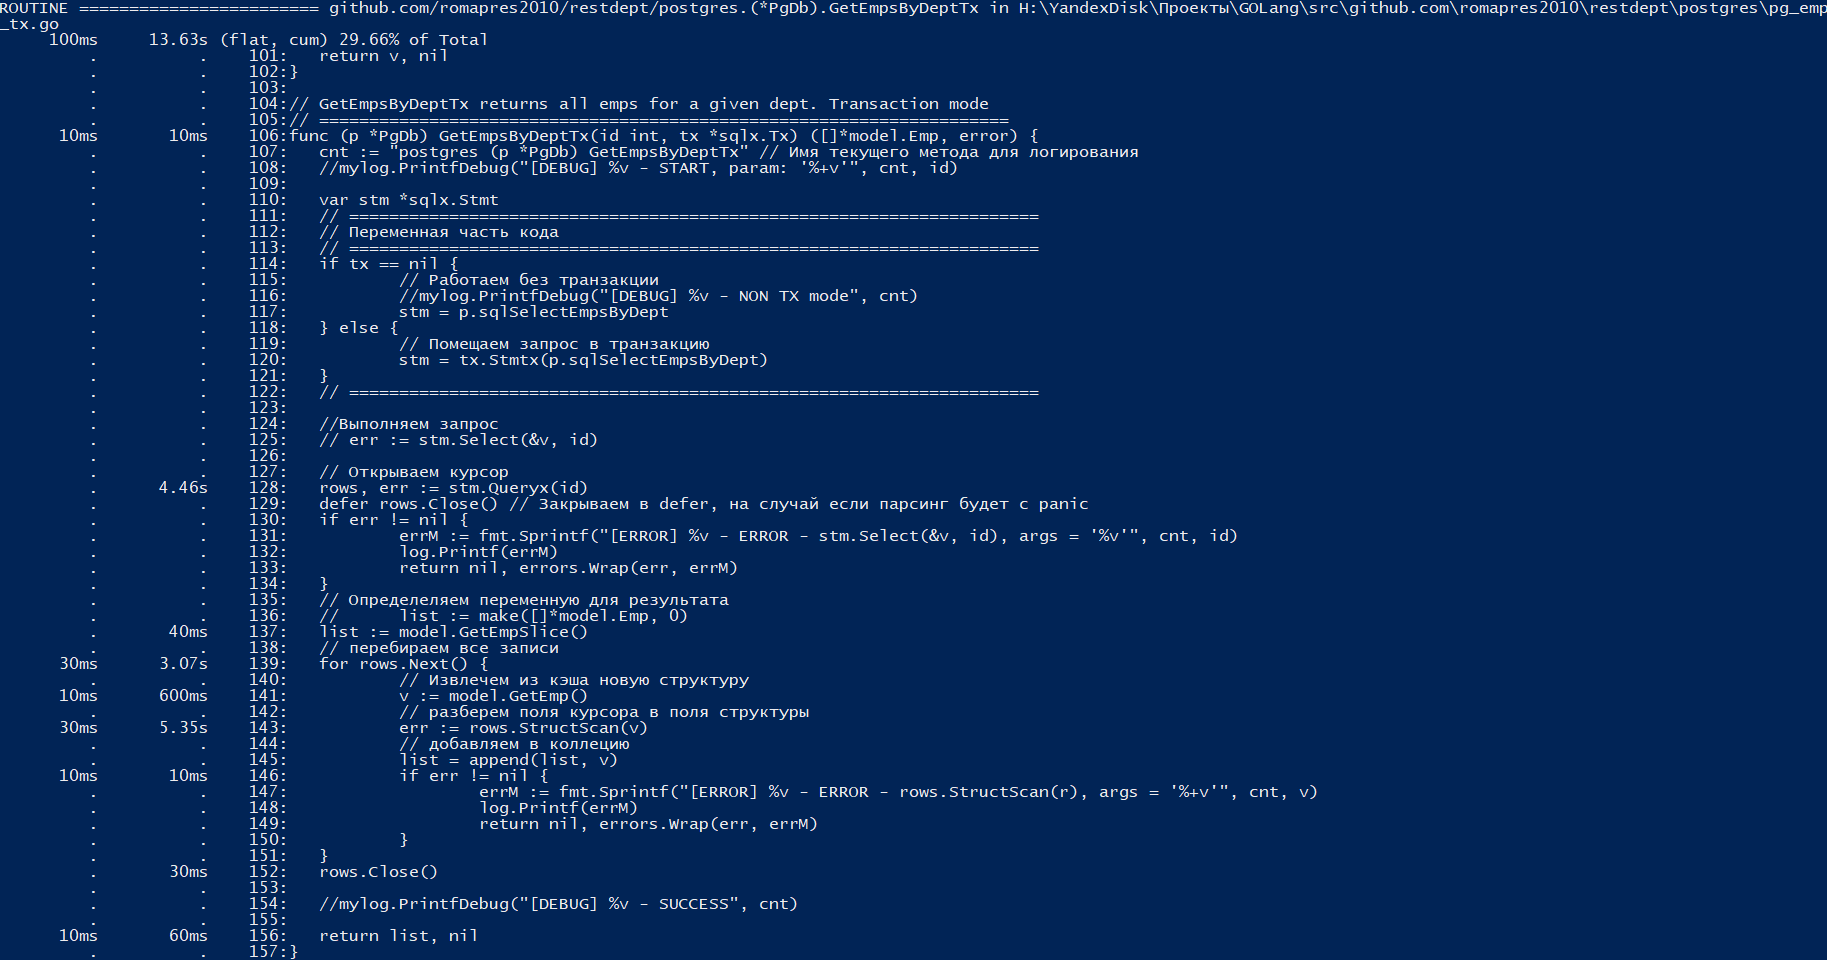 ROUTINE ======================== github.com/romapres2010/restdept/postgres.(*PgDb).GetEmpsByDeptTx in H:\YandexDisk\Проекты\GOLang\src\github.com\romapres2010\restdept\postgres\pg_emp
_tx.go
     100ms     13.63s (flat, cum) 29.66% of Total
         .          .    101:   return v, nil
         .          .    102:}
         .          .    103:
         .          .    104:// GetEmpsByDeptTx returns all emps for a given dept. Transaction mode
         .          .    105:// =====================================================================
      10ms       10ms    106:func (p *PgDb) GetEmpsByDeptTx(id int, tx *sqlx.Tx) ([]*model.Emp, error) {
         .          .    107:   cnt := "postgres (p *PgDb) GetEmpsByDeptTx" // Имя текущего метода для логирования
         .          .    108:   //mylog.PrintfDebug("[DEBUG] %v - START, param: '%+v'", cnt, id)
         .          .    109:
         .          .    110:   var stm *sqlx.Stmt
         .          .    111:   // =====================================================================
         .          .    112:   // Переменная часть кода
         .          .    113:   // =====================================================================
         .          .    114:   if tx == nil {
         .          .    115:           // Работаем без транзакции
         .          .    116:           //mylog.PrintfDebug("[DEBUG] %v - NON TX mode", cnt)
         .          .    117:           stm = p.sqlSelectEmpsByDept
         .          .    118:   } else {
         .          .    119:           // Помещаем запрос в транзакцию
         .          .    120:           stm = tx.Stmtx(p.sqlSelectEmpsByDept)
         .          .    121:   }
         .          .    122:   // =====================================================================
         .          .    123:
         .          .    124:   //Выполняем запрос
         .          .    125:   // err := stm.Select(&v, id)
         .          .    126:
         .          .    127:   // Открываем курсор
         .      4.46s    128:   rows, err := stm.Queryx(id)
         .          .    129:   defer rows.Close() // Закрываем в defer, на случай если парсинг будет с panic
         .          .    130:   if err != nil {
         .          .    131:           errM := fmt.Sprintf("[ERROR] %v - ERROR - stm.Select(&v, id), args = '%v'", cnt, id)
         .          .    132:           log.Printf(errM)
         .          .    133:           return nil, errors.Wrap(err, errM)
         .          .    134:   }
         .          .    135:   // Определеляем переменную для результата
         .          .    136:   //      list := make([]*model.Emp, 0)
         .       40ms    137:   list := model.GetEmpSlice()
         .          .    138:   // перебираем все записи
      30ms      3.07s    139:   for rows.Next() {
         .          .    140:           // Извлечем из кэша новую структуру
      10ms      600ms    141:           v := model.GetEmp()
         .          .    142:           // разберем поля курсора в поля структуры
      30ms      5.35s    143:           err := rows.StructScan(v)
         .          .    144:           // добавляем в коллецию
         .          .    145:           list = append(list, v)
      10ms       10ms    146:           if err != nil {
         .          .    147:                   errM := fmt.Sprintf("[ERROR] %v - ERROR - rows.StructScan(r), args = '%+v'", cnt, v)
         .          .    148:                   log.Printf(errM)
         .          .    149:                   return nil, errors.Wrap(err, errM)
         .          .    150:           }
         .          .    151:   }
         .       30ms    152:   rows.Close()
         .          .    153:
         .          .    154:   //mylog.PrintfDebug("[DEBUG] %v - SUCCESS", cnt)
         .          .    155:
      10ms       60ms    156:   return list, nil
         .          .    157:}